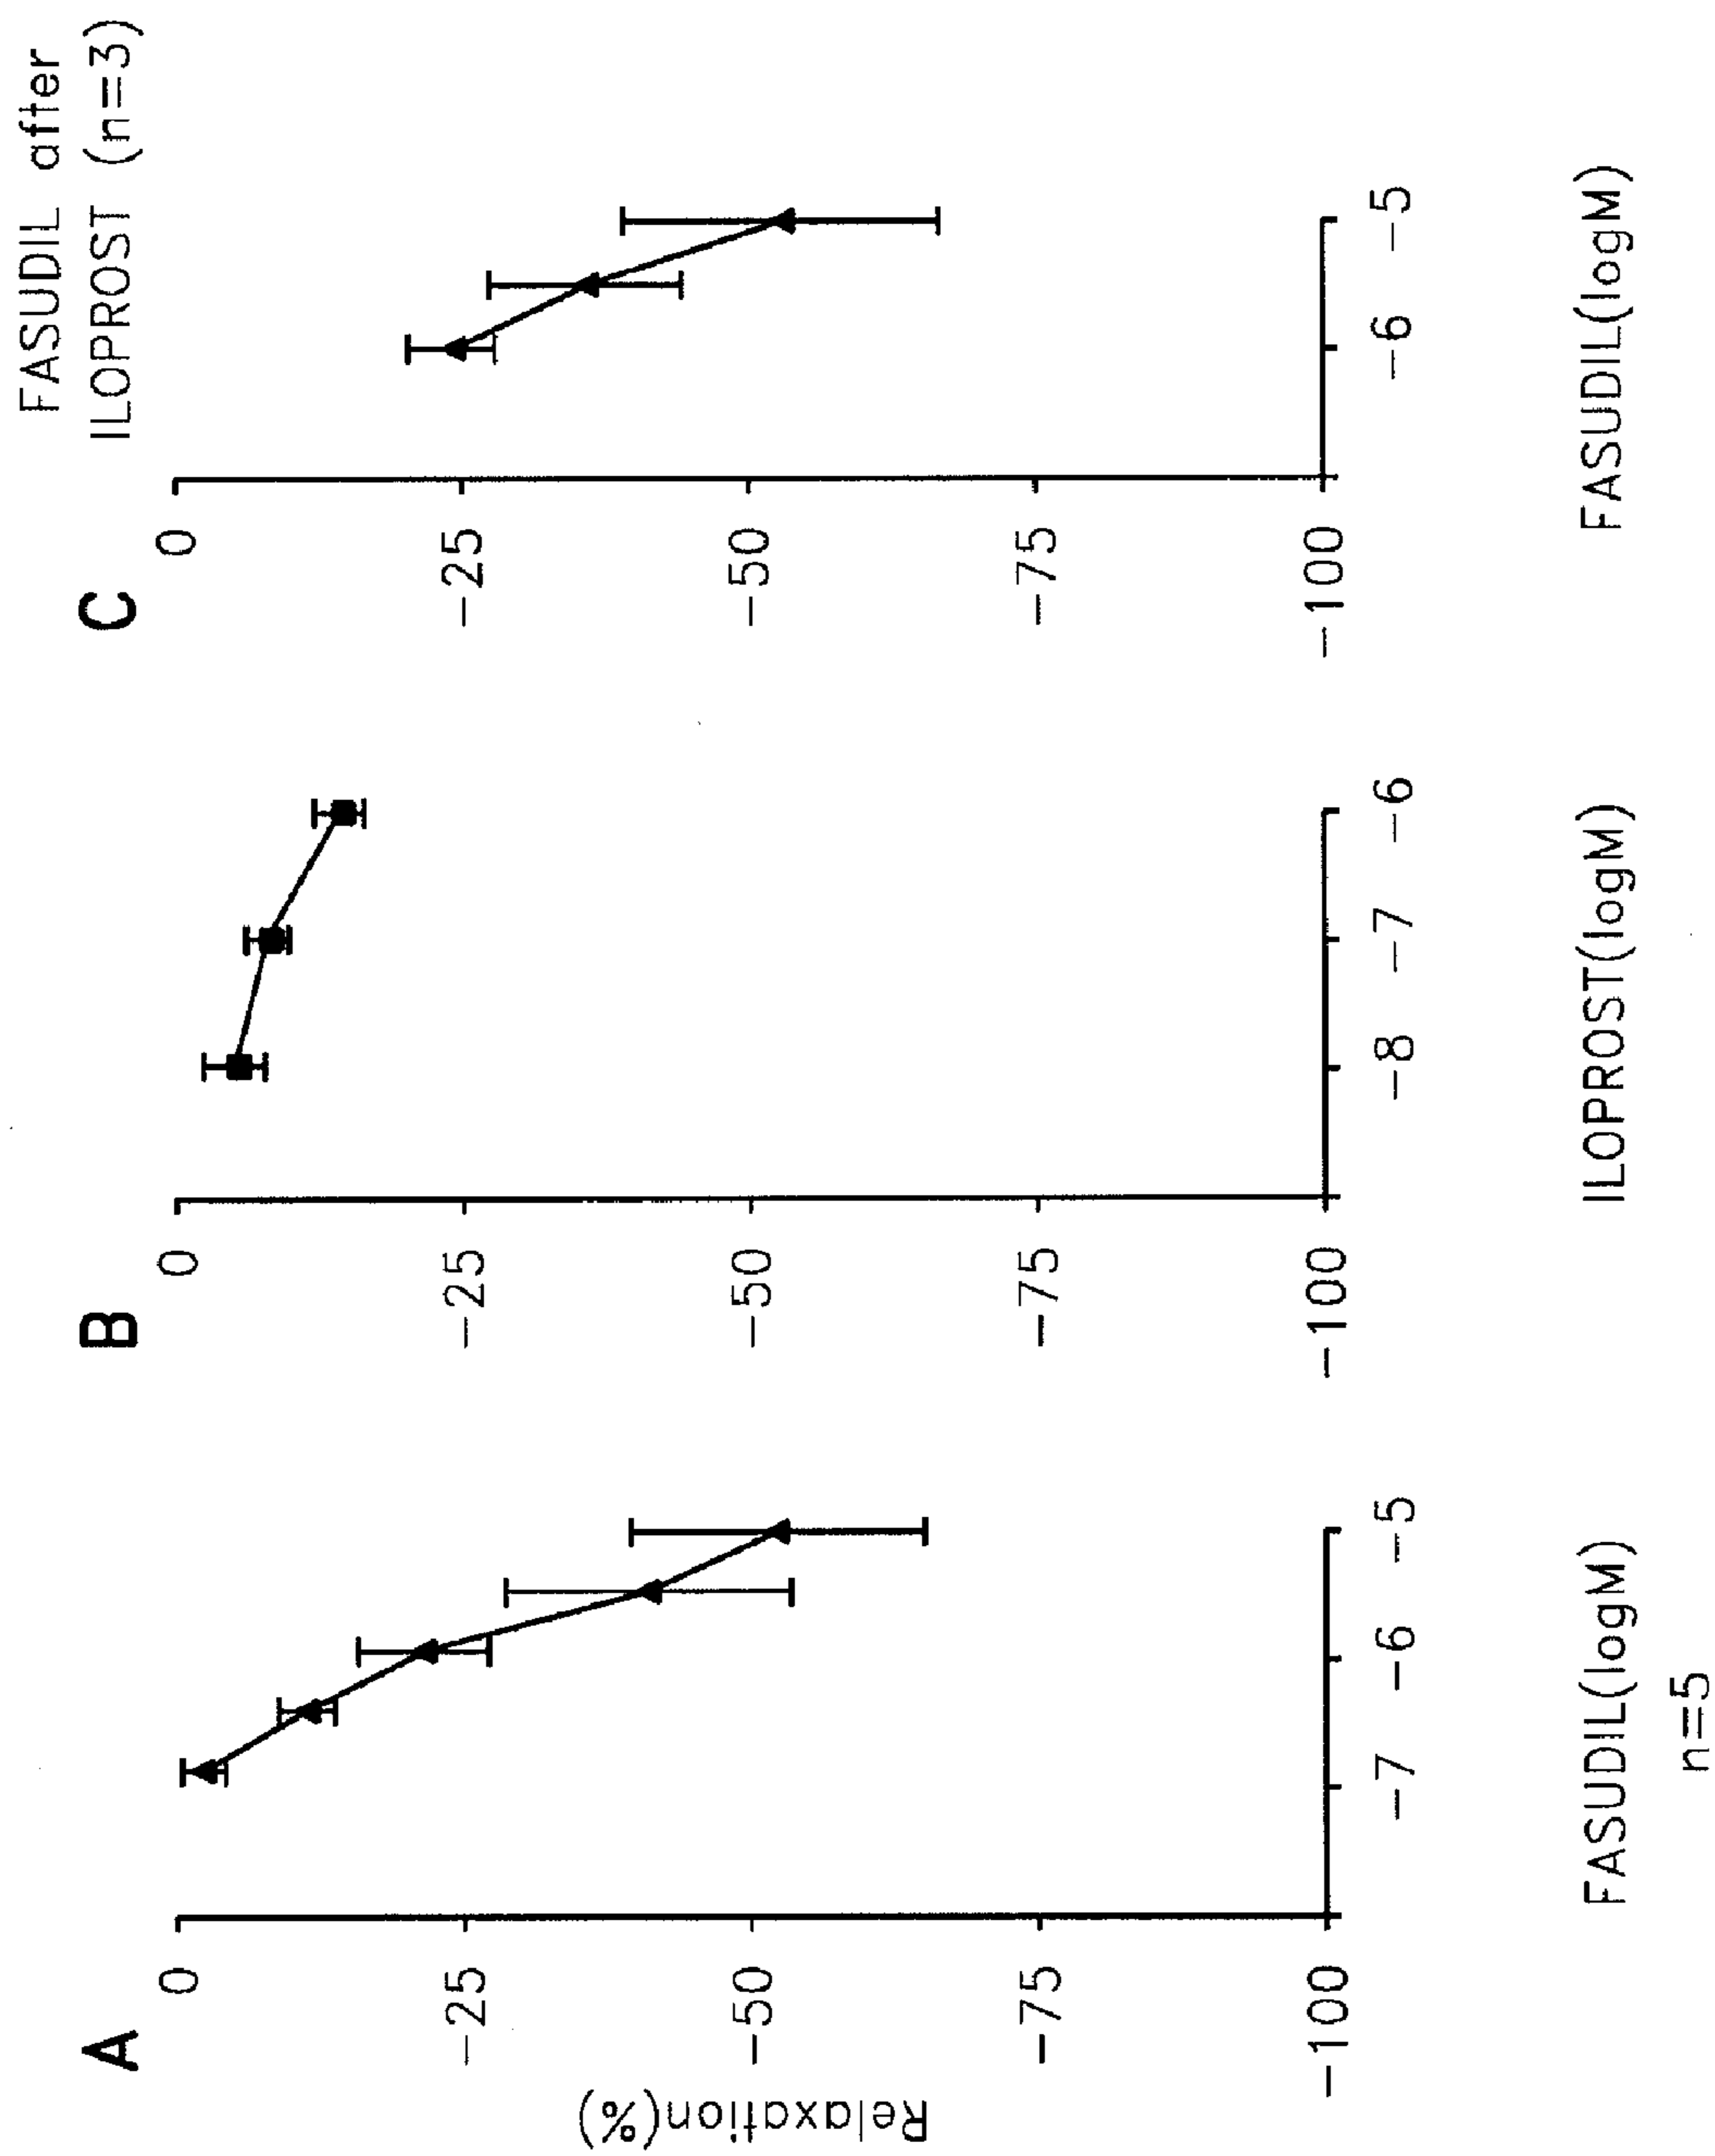 A
Relaxation(%)
0
−25
−50
−75
−100
−7 −6 −5
FASUDIL(logM)
n=5
B
0
−25
−50
−75
−100
−8 −7 −6
ILOPROST(logM)
C
FASUDIL after
ILOPROST (n=3)
0
−25
−50
−75
−100
−6 −5
FASUDIL(logM)